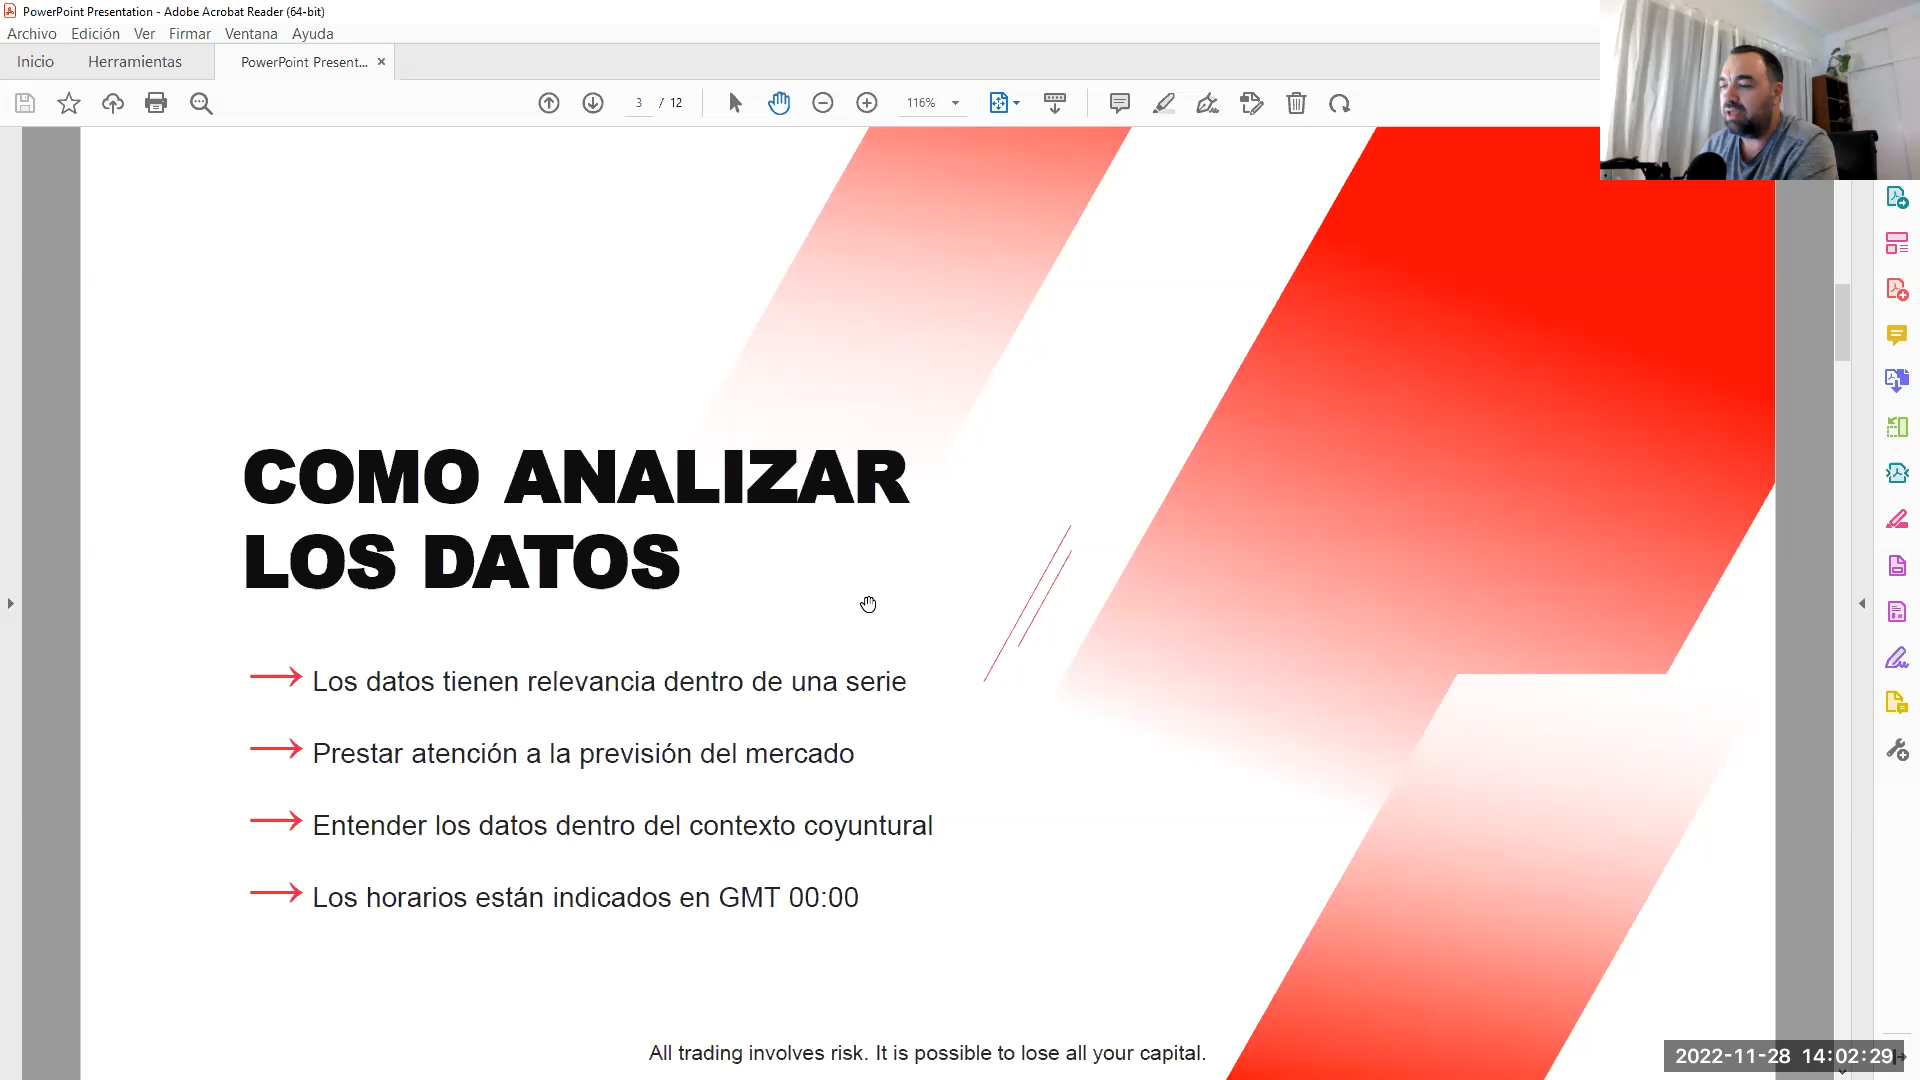 PowerPoint Presentation - Adobe Acrobat Reader (64-bit)
Archivo Edición Ver Firmar Ventana Ayuda
Inicio Herramientas PowerPoint Present... ×
3 / 12 116%
COMO ANALIZAR
LOS DATOS
Los datos tienen relevancia dentro de una serie
Prestar atención a la previsión del mercado
Entender los datos dentro del contexto coyuntural
Los horarios están indicados en GMT 00:00
All trading involves risk. It is possible to lose all your capital.
2022-11-28 14:02:29